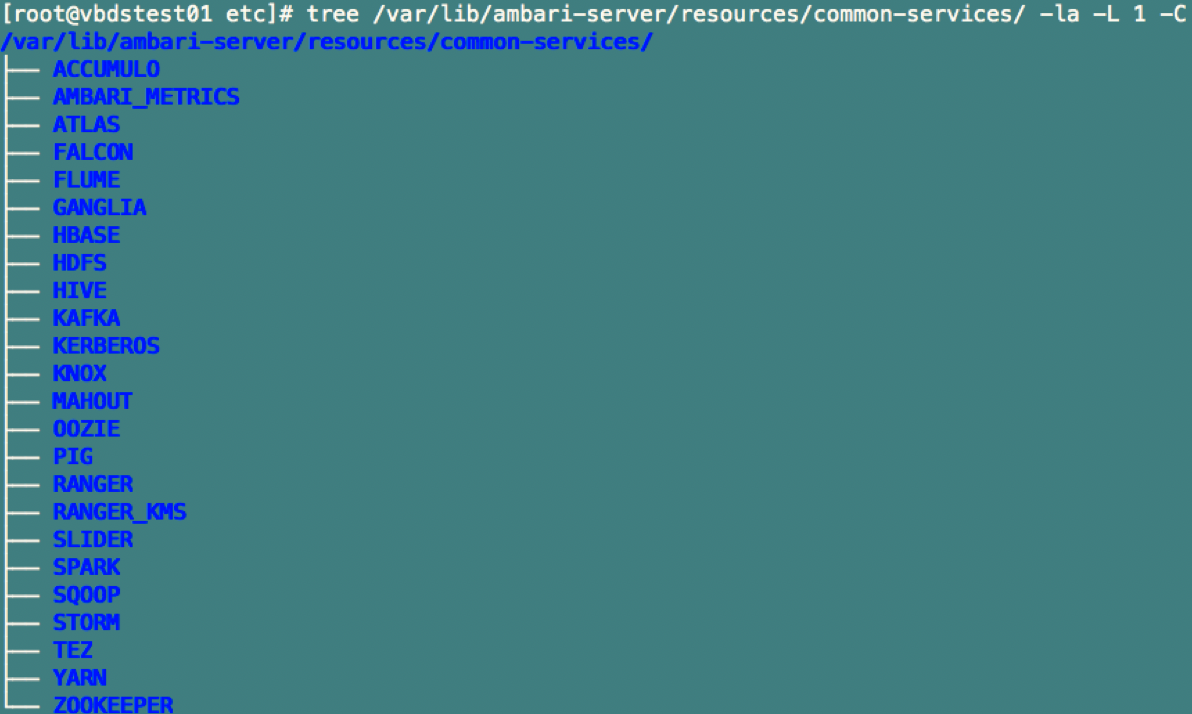 [root@vbdstest01 etc]# tree /var/lib/ambari-server/resources/common-services/ -la -L 1 -C
/var/lib/ambari-server/resources/common-services/
├── ACCUMULO
├── AMBARI_METRICS
├── ATLAS
├── FALCON
├── FLUME
├── GANGLIA
├── HBASE
├── HDFS
├── HIVE
├── KAFKA
├── KERBEROS
├── KNOX
├── MAHOUT
├── OOZIE
├── PIG
├── RANGER
├── RANGER_KMS
├── SLIDER
├── SPARK
├── SQOOP
├── STORM
├── TEZ
├── YARN
└── ZOOKEEPER